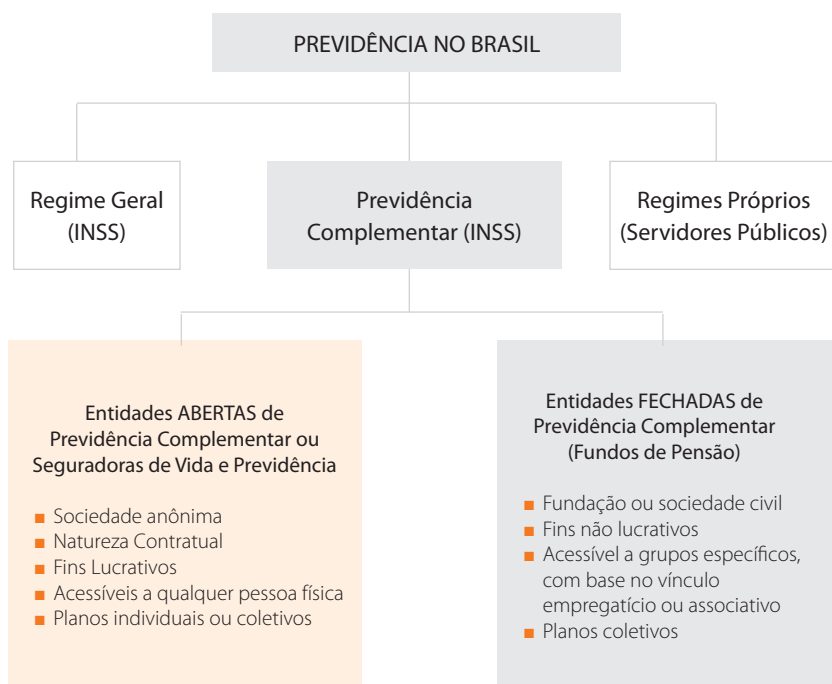 PREVIDÊNCIA NO BRASIL
Regime Geral
(INSS)
Previdência
Complementar (INSS)
Regimes Próprios
(Servidores Públicos)
Entidades ABERTAS de
Previdência Complementar ou
Seguradoras de Vida e Previdência
Sociedade anônima
Natureza Contratual
Fins Lucrativos
Acessíveis a qualquer pessoa física
Planos individuais ou coletivos
Entidades FECHADAS de
Previdência Complementar
(Fundos de Pensão)
Fundação ou sociedade civil
Fins não lucrativos
Acessível a grupos específicos,
com base no vínculo
empregatício ou associativo
Planos coletivos